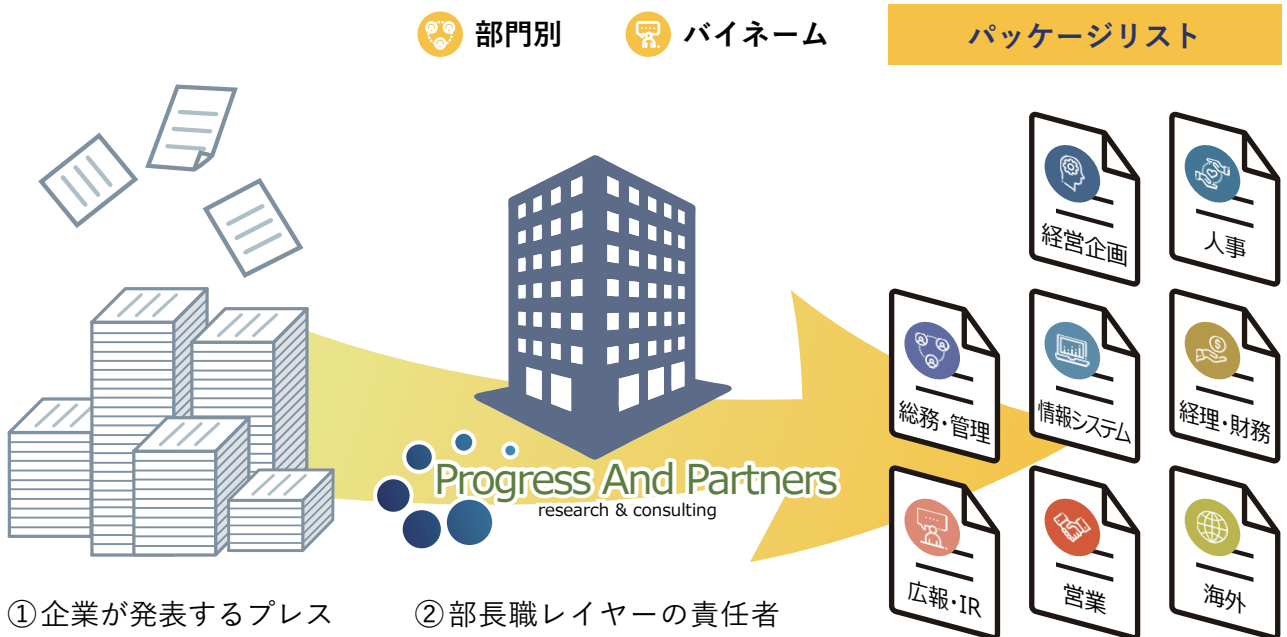 部門別
バイネーム
パッケージリスト
経営企画
人事
総務・管理
情報システム
経理・財務
Progress And Partners
research & consulting
広報・IR
営業
海外
①企業が発表するプレス
②部長職レイヤーの責任者